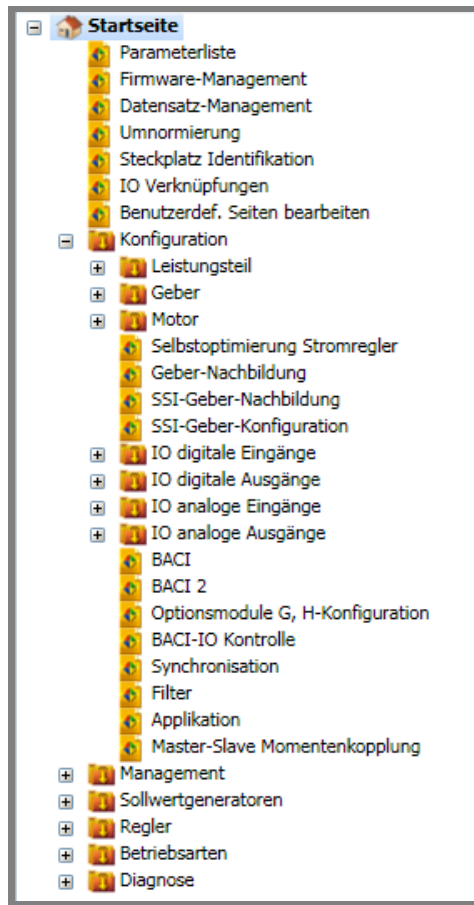 Startseite
Parameterliste
Firmware-Management
Datensatz-Management
Umnormierung
Steckplatz Identifikation
IO Verknüpfungen
Benutzerdef. Seiten bearbeiten
Konfiguration
Leistungsteil
Geber
Motor
Selbstoptimierung Stromregler
Geber-Nachbildung
SSI-Geber-Nachbildung
SSI-Geber-Konfiguration
IO digitale Eingänge
IO digitale Ausgänge
IO analoge Eingänge
IO analoge Ausgänge
BACI
BACI 2
Optionsmodule G, H-Konfiguration
BACI-IO Kontrolle
Synchronisation
Filter
Applikation
Master-Slave Momentenkopplung
Management
Sollwertgeneratoren
Regler
Betriebsarten
Diagnose